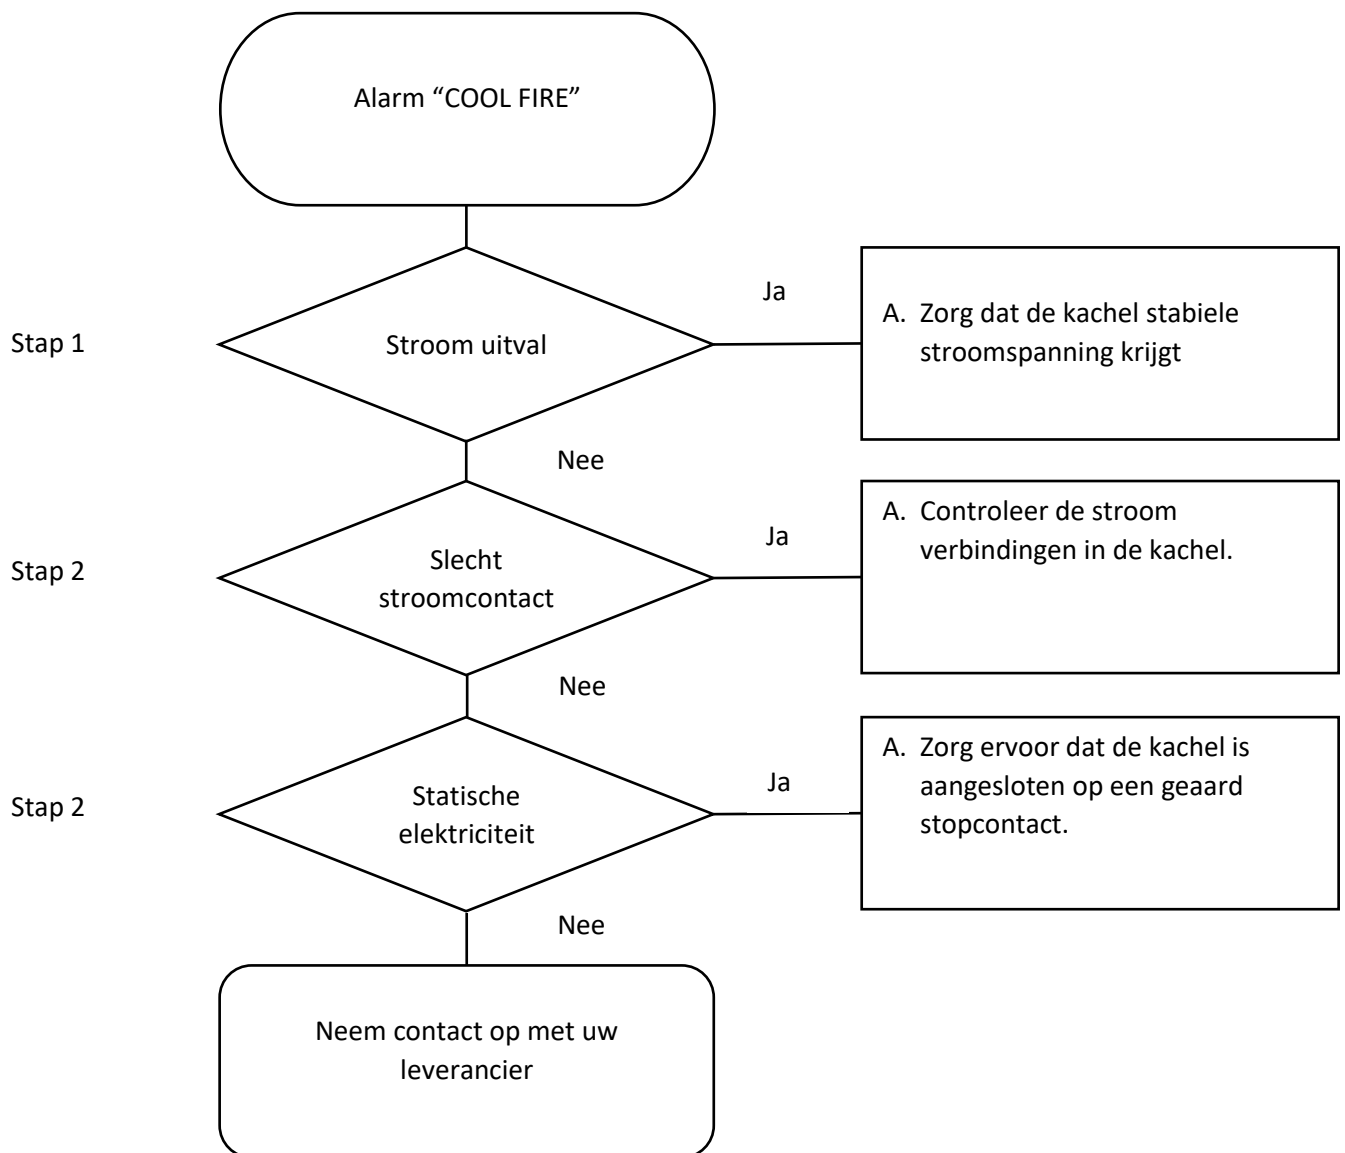 Alarm “COOL FIRE”
Stap 1
Stroom uitval
Ja
A. Zorg dat de kachel stabiele
stroomspanning krijgt
Nee
Stap 2
Slecht
stroomcontact
Ja
A. Controleer de stroom
verbindingen in de kachel.
Nee
Stap 2
Statische
elektriciteit
Ja
A. Zorg ervoor dat de kachel is
aangesloten op een geaard
stopcontact.
Nee
Neem contact op met uw
leverancier